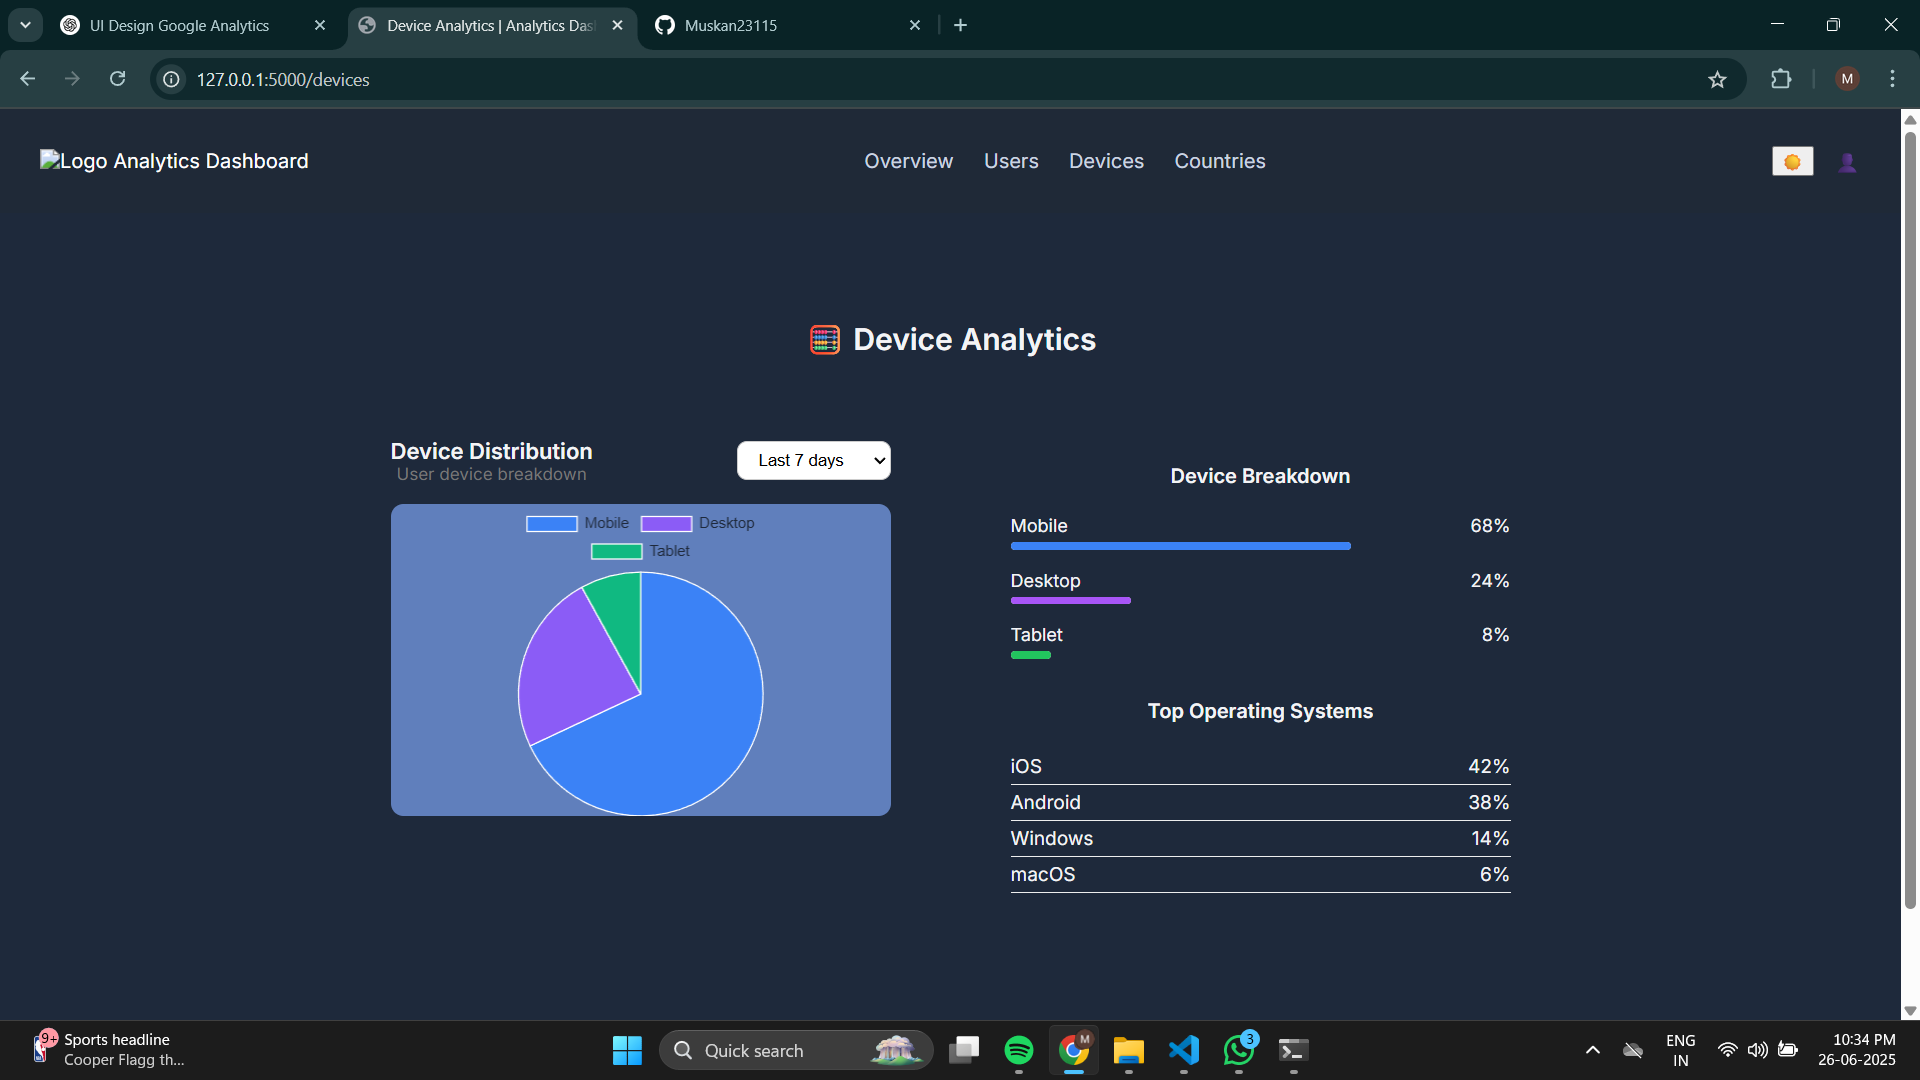 UI Design Google Analytics
Device Analytics | Analytics Das
Muskan23115
127.0.0.1:5000/devices
M
Logo Analytics Dashboard
Overview Users Devices Countries
Device Analytics
Device Distribution
User device breakdown
Last 7 days
Mobile Desktop
Tablet
Device Breakdown
Mobile 68%
Desktop 24%
Tablet 8%
Top Operating Systems
iOS 42%
Android 38%
Windows 14%
macOS 6%
9+
Sports headline
Cooper Flagg th...
Quick search
M
3
ENG
IN
10:34 PM
26-06-2025